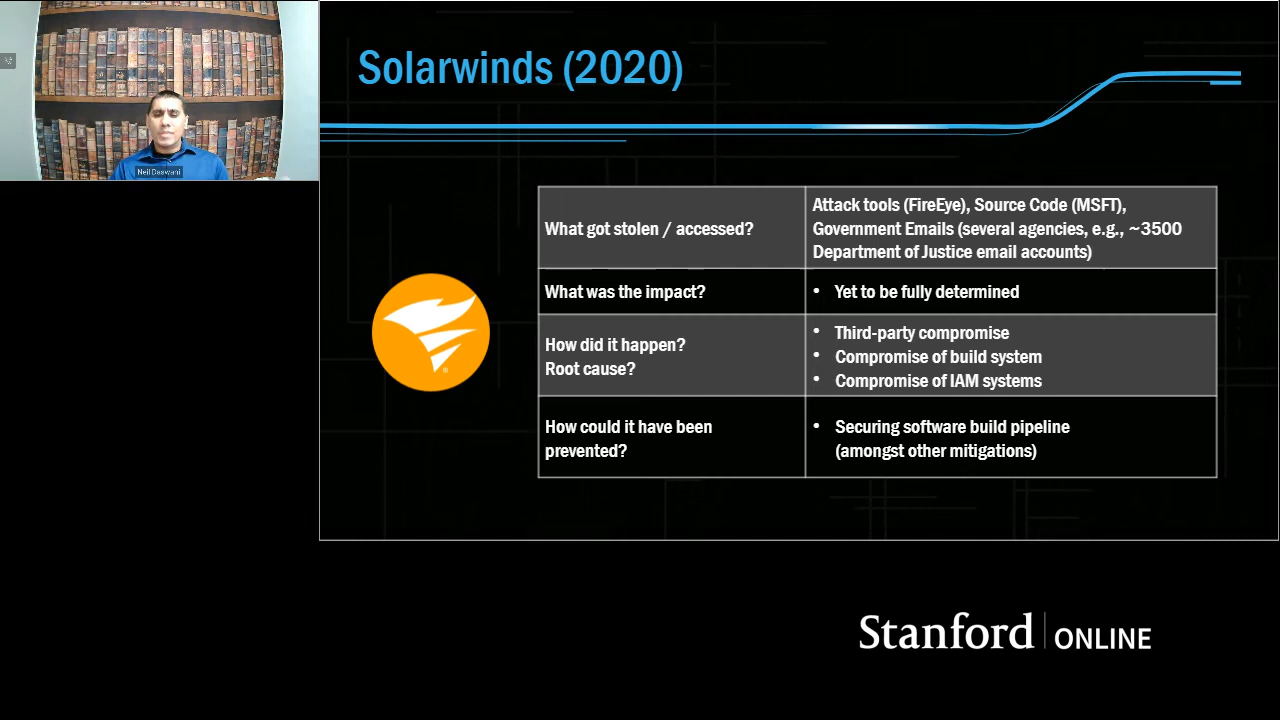 Neil Daswani
Solarwinds (2020)
What got stolen / accessed?
Attack tools (FireEye), Source Code (MSFT),
Government Emails (several agencies, e.g., ~3500
Department of Justice email accounts)
What was the impact?
• Yet to be fully determined
How did it happen?
Root cause?
• Third-party compromise
• Compromise of build system
• Compromise of IAM systems
How could it have been
prevented?
• Securing software build pipeline
(amongst other mitigations)
Stanford ONLINE